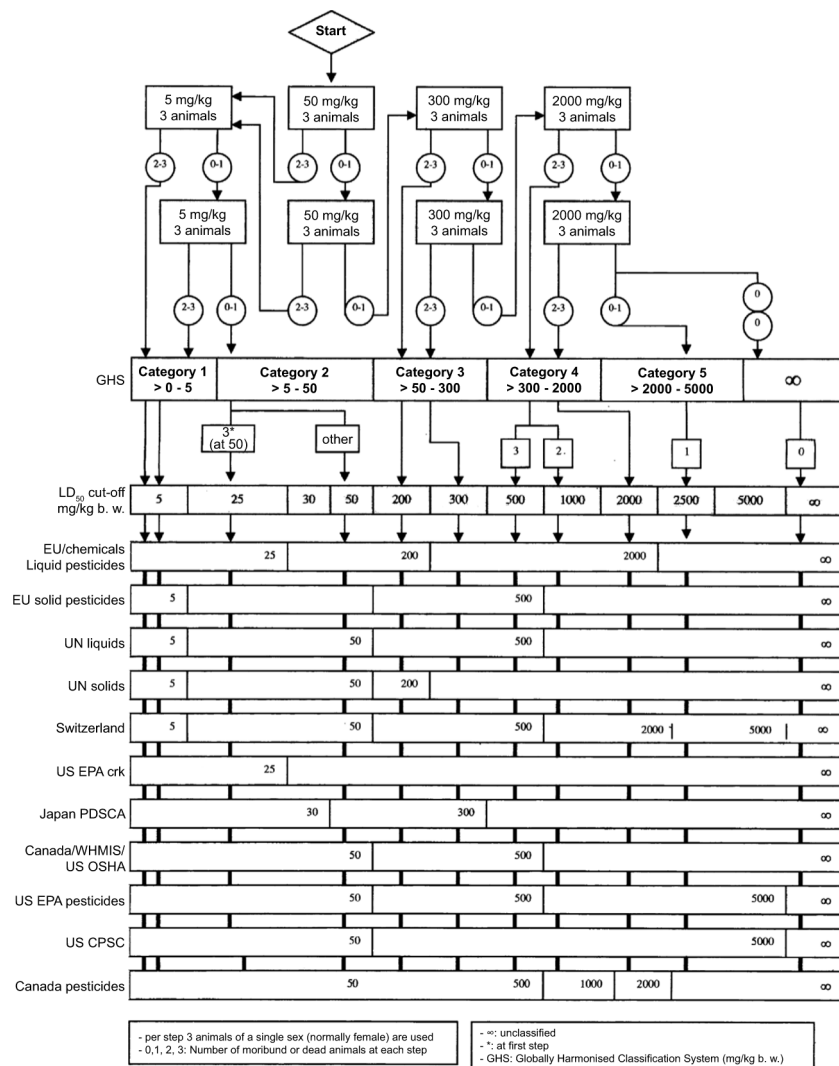 Start
5 mg/kg
3 animals
50 mg/kg
3 animals
300 mg/kg
3 animals
2000 mg/kg
3 animals
2-3
0-1
2-3
0-1
2-3
0-1
2-3
0-1
5 mg/kg
3 animals
50 mg/kg
3 animals
300 mg/kg
3 animals
2000 mg/kg
3 animals
2-3
0-1
2-3
0-1
2-3
0-1
2-3
0-1
0
0
GHS
Category 1
> 0 - 5
Category 2
> 5 - 50
Category 3
> 50 - 300
Category 4
> 300 - 2000
Category 5
> 2000 - 5000
∞
3*
(at 50)
other
3
2.
1
0
LD50 cut-off
mg/kg b. w.
5 25 30 50 200 300 500 1000 2000 2500 5000 ∞
EU/chemicals
Liquid pesticides
25 200 2000 ∞
EU solid pesticides 5 500 ∞
UN liquids 5 50 500 ∞
UN solids 5 50 200 ∞
Switzerland 5 50 500 2000 5000 ∞
US EPA crk 25 ∞
Japan PDSCA 30 300 ∞
Canada/WHMIS/
US OSHA
50 500 ∞
US EPA pesticides 50 500 5000 ∞
US CPSC 50 5000 ∞
Canada pesticides 50 500 1000 2000 ∞
- per step 3 animals of a single sex (normally female) are used
- 0,1, 2, 3: Number of moribund or dead animals at each step
- ∞: unclassified
- *: at first step
- GHS: Globally Harmonised Classification System (mg/kg b. w.)